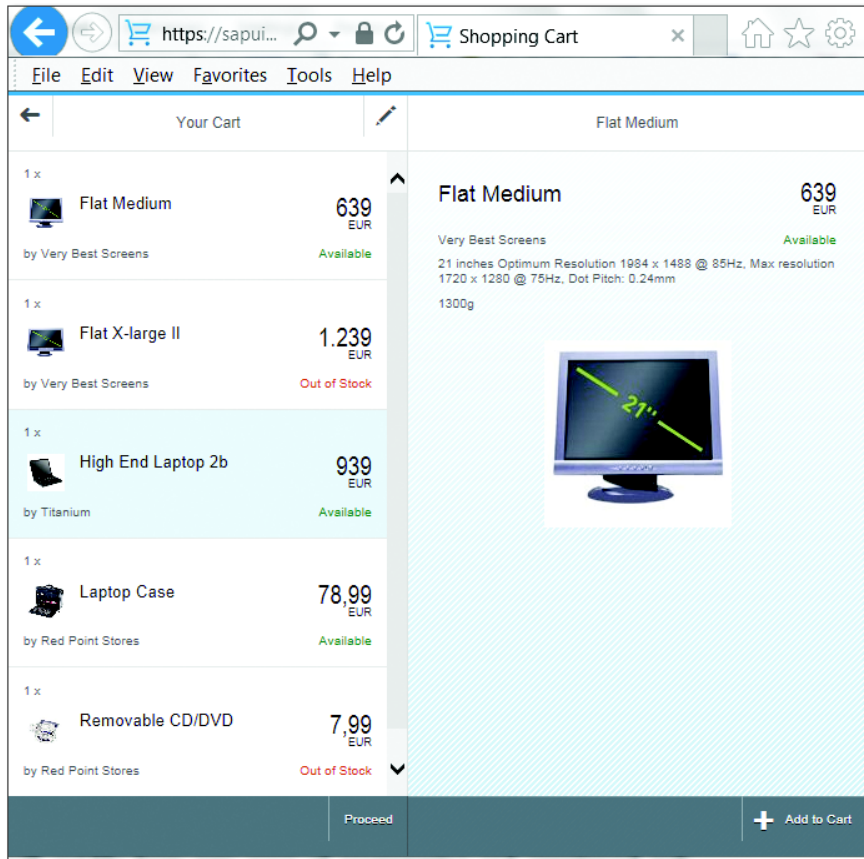 https://sapui... Shopping Cart
File Edit View Favorites Tools Help
Your Cart
1 x
Flat Medium 639
EUR
by Very Best Screens Available
1 x
Flat X-large II 1.239
EUR
by Very Best Screens Out of Stock
1 x
High End Laptop 2b 939
EUR
by Titanium Available
1 x
Laptop Case 78,99
EUR
by Red Point Stores Available
1 x
Removable CD/DVD 7,99
EUR
by Red Point Stores Out of Stock
Proceed
Flat Medium
Flat Medium 639
EUR
Very Best Screens Available
21 inches Optimum Resolution 1984 x 1488 @ 85Hz, Max resolution
1720 x 1280 @ 75Hz, Dot Pitch: 0.24mm
1300g
21''
Add to Cart